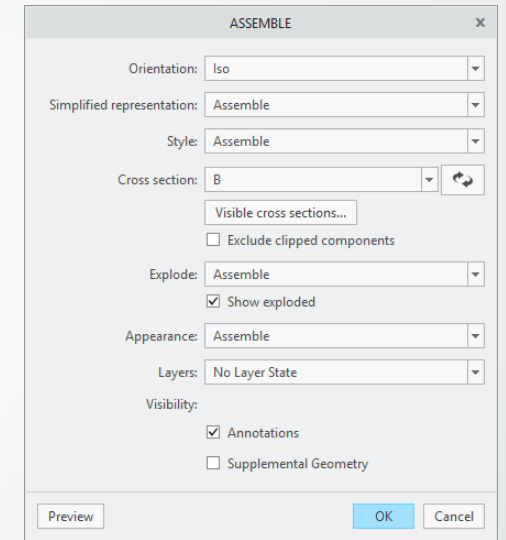 ASSEMBLE x
Orientation: Iso
Simplified representation: Assemble
Style: Assemble
Cross section: B
Visible cross sections...
Exclude clipped components
Explode: Assemble
Show exploded
Appearance: Assemble
Layers: No Layer State
Visibility:
Annotations
Supplemental Geometry
Preview OK Cancel